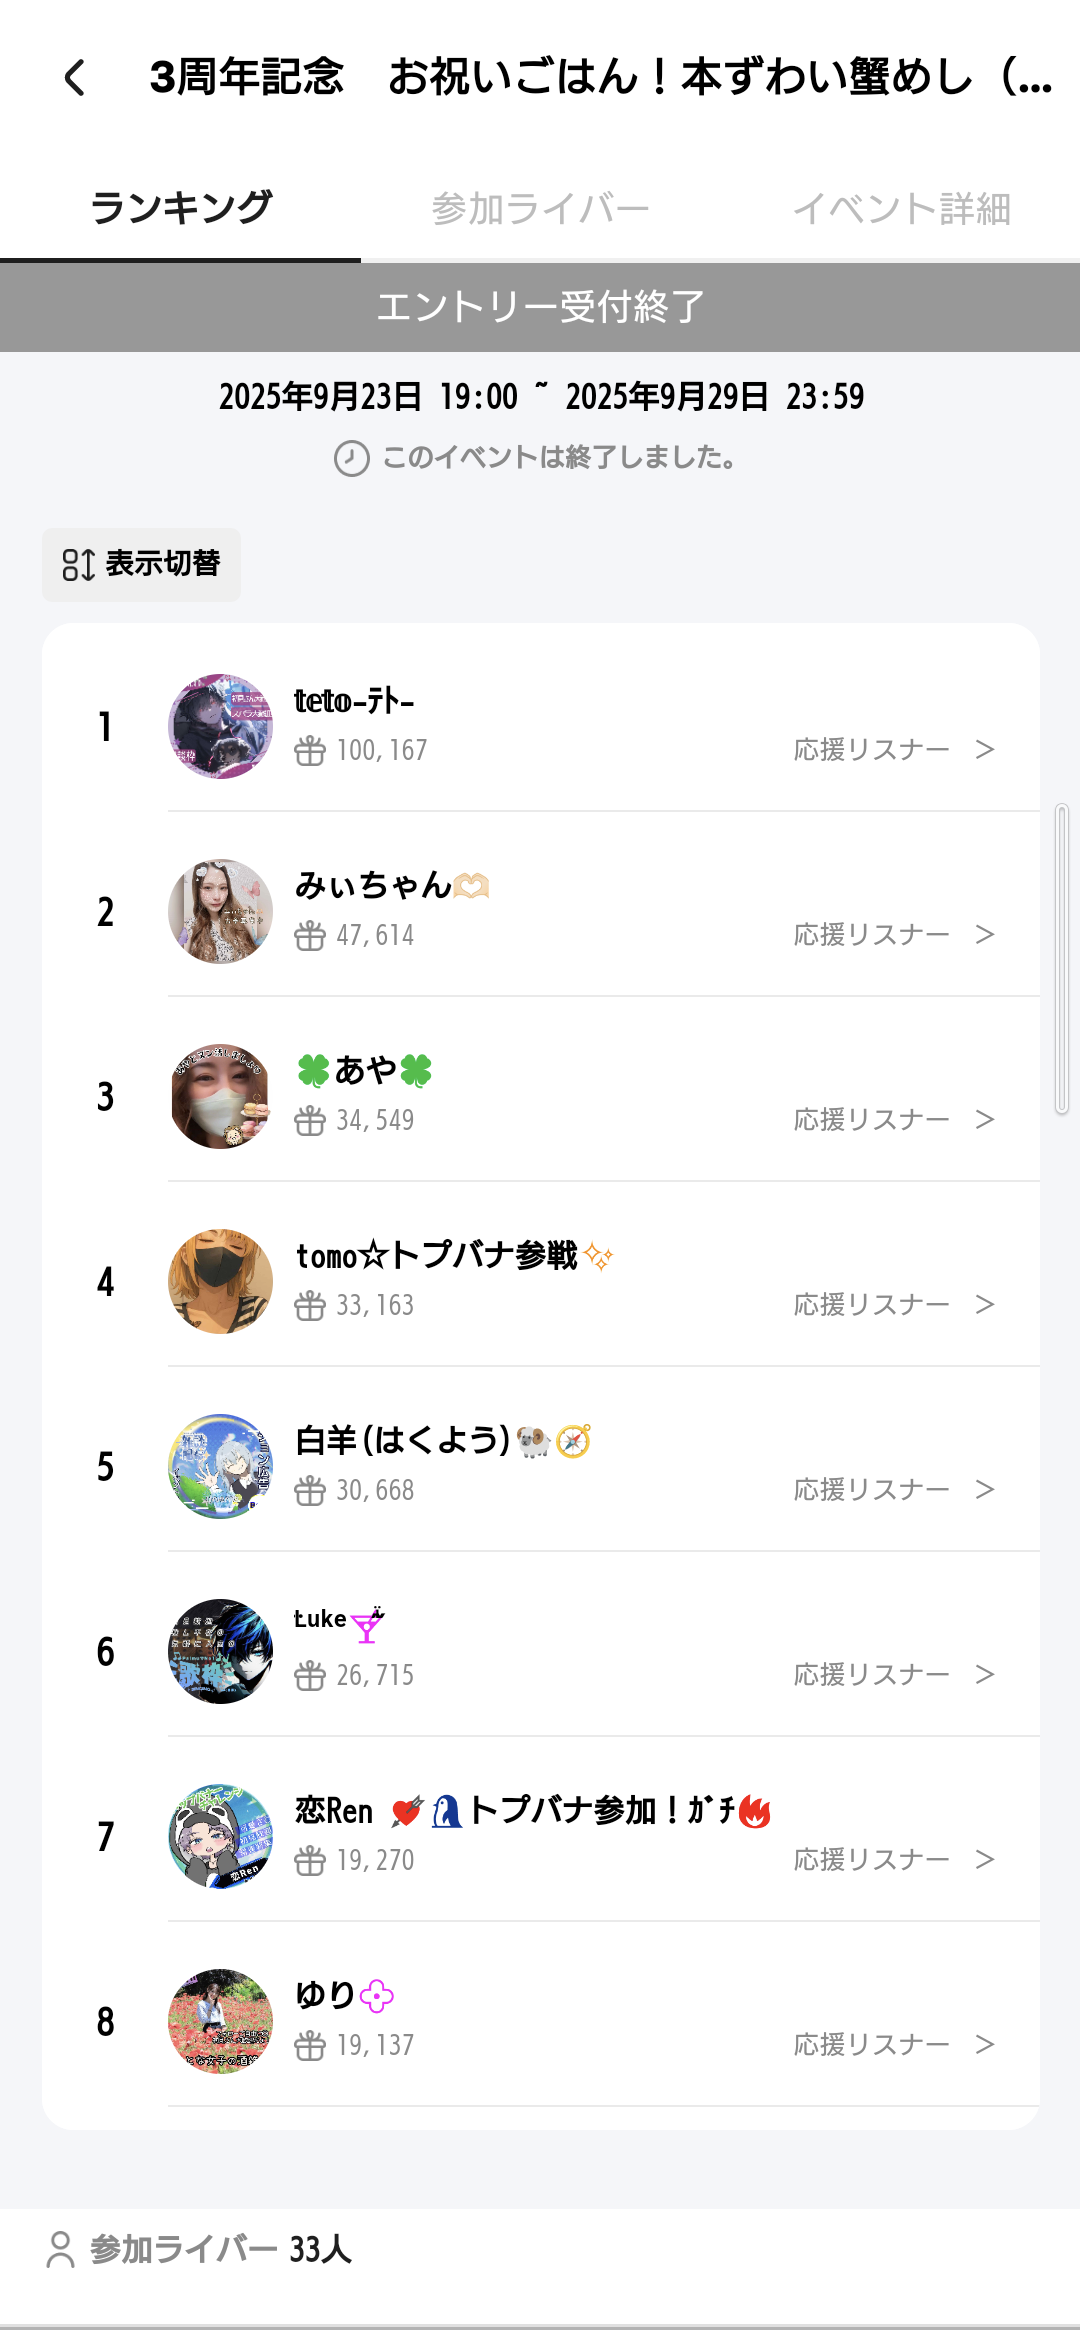 3周年記念　お祝いごはん！本ずわい蟹めし（...
ランキング
参加ライバー
イベント詳細
エントリー受付終了
2025年9月23日 19:00 ~ 2025年9月29日 23:59
このイベントは終了しました。
表示切替
1
𝕥𝕖𝕥𝕠-ﾃﾄ-
100,167
応援リスナー >
2
みぃちゃん🫶🏻
47,614
応援リスナー >
3
🍀あや🍀
34,549
応援リスナー >
4
tomo☆トプバナ参戦✨
33,163
応援リスナー >
5
白羊(はくよう)🐏🧭
30,668
応援リスナー >
6
Łuke🍸
26,715
応援リスナー >
7
恋Ren 💘🐧トプバナ参加！ｶﾞﾁ🔥
恋Ren
19,270
応援リスナー >
8
ゆり
19,137
応援リスナー >
参加ライバー 33人